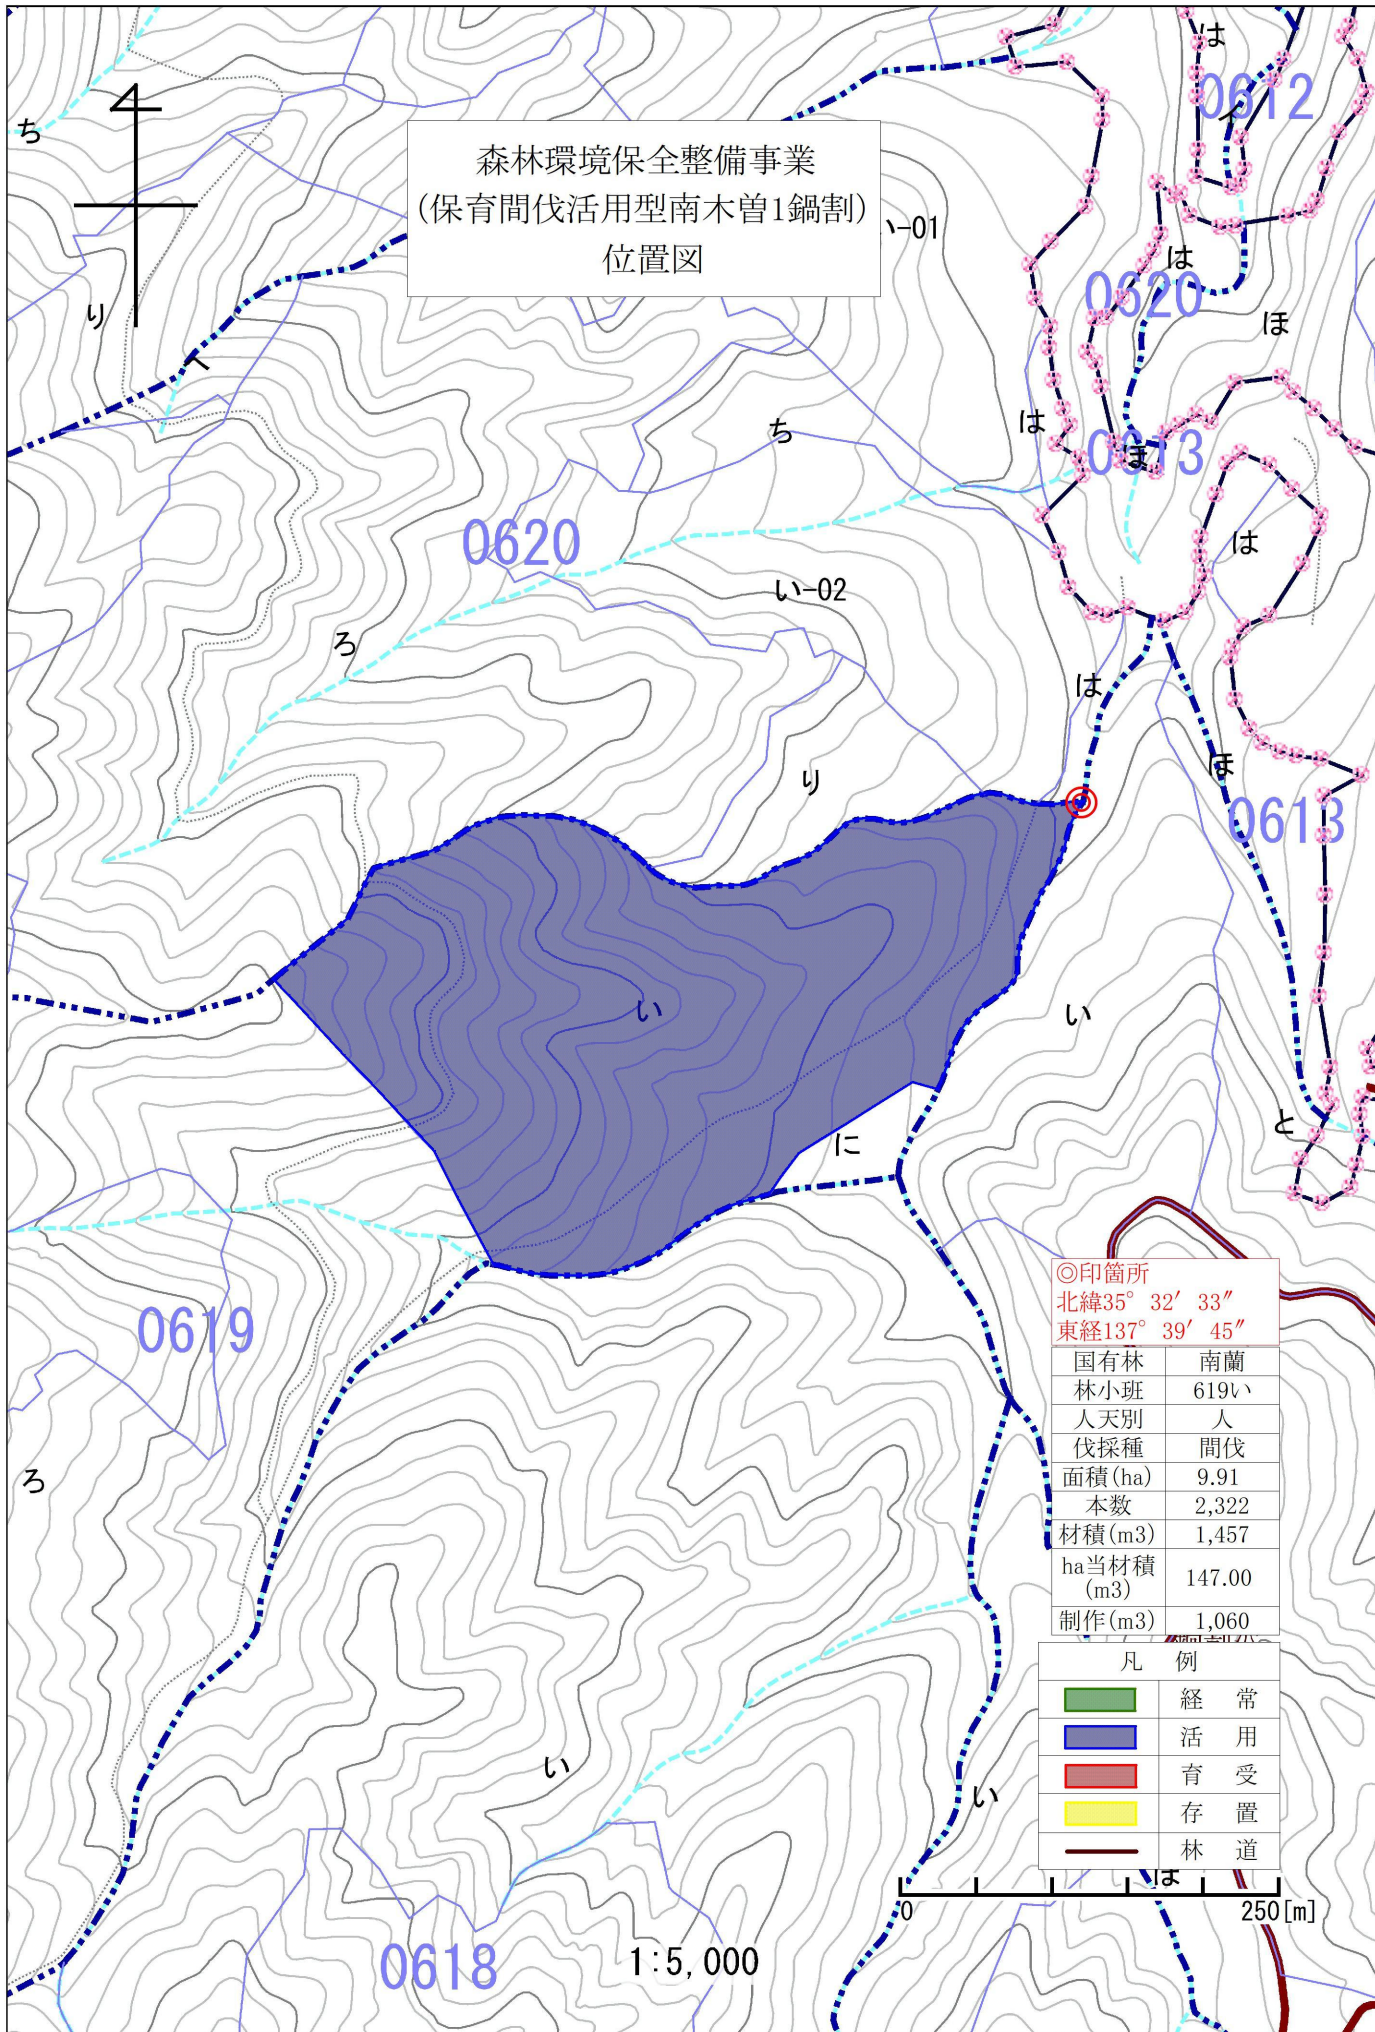 は
0612
イ
ち
森林環境保全整備事業
(保育間伐活用型南木曽1鍋割)
位置図
い-01
は
0620
ほ
り
へ
は
ち
0613
ほ
は
0620
い-02
ろ
は
ほ
り
0613
い
い
と
に
0619
◎印箇所
北緯35° 32′ 33″
東経137° 39′ 45″
国有林 南蘭
林小班 619い
人天別 人
伐採種 間伐
面積(ha) 9.91
本数 2,322
材積(m3) 1,457
ha当材積(m3) 147.00
制作(m3) 1,060
ろ
凡 例
経 常
活 用
育 受
存 置
林 道
い
い
ほ
0 250[m]
0618
1:5,000